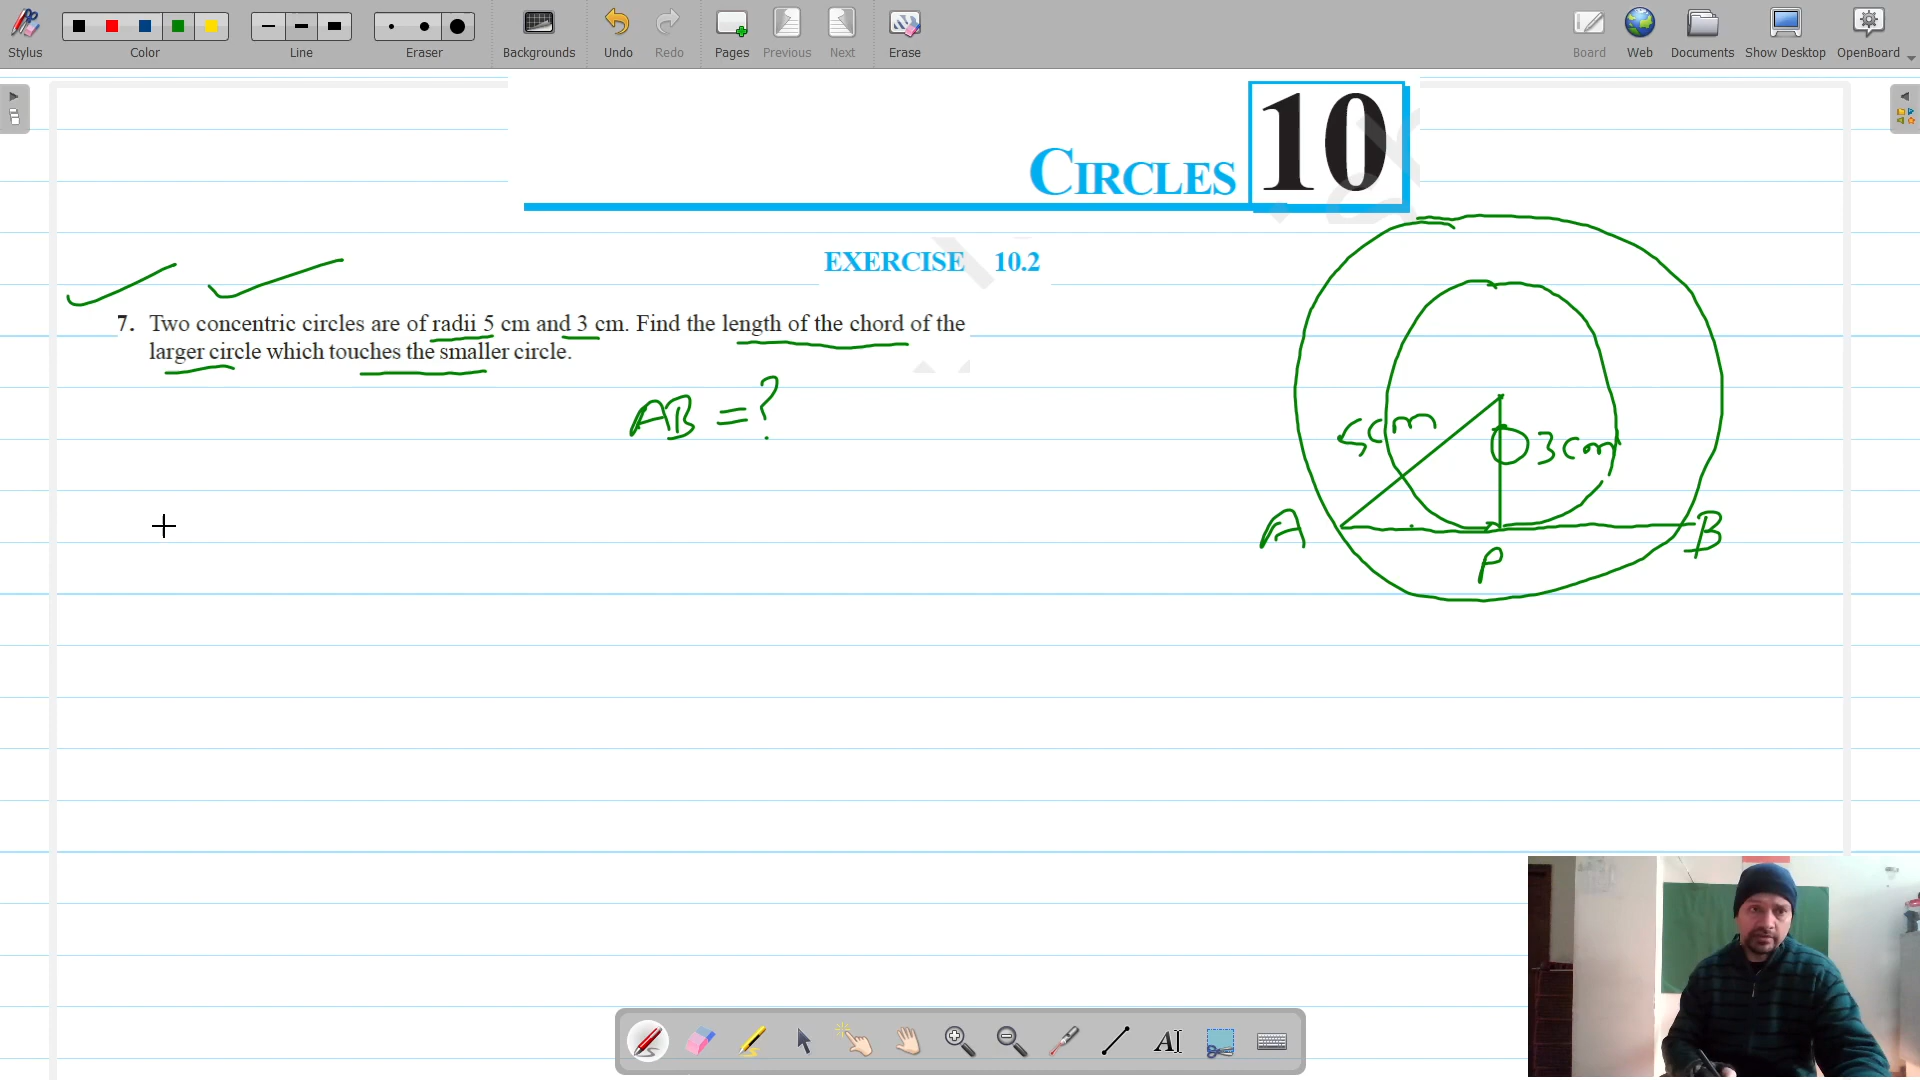 Stylus Color Line Eraser Backgrounds Undo Redo Pages Previous Next Erase Board Web Documents Show Desktop OpenBoard
CIRCLES 10
EXERCISE 10.2
7. Two concentric circles are of radii 5 cm and 3 cm. Find the length of the chord of the
larger circle which touches the smaller circle.
AB = ?
5cm O 3cm
A B
P